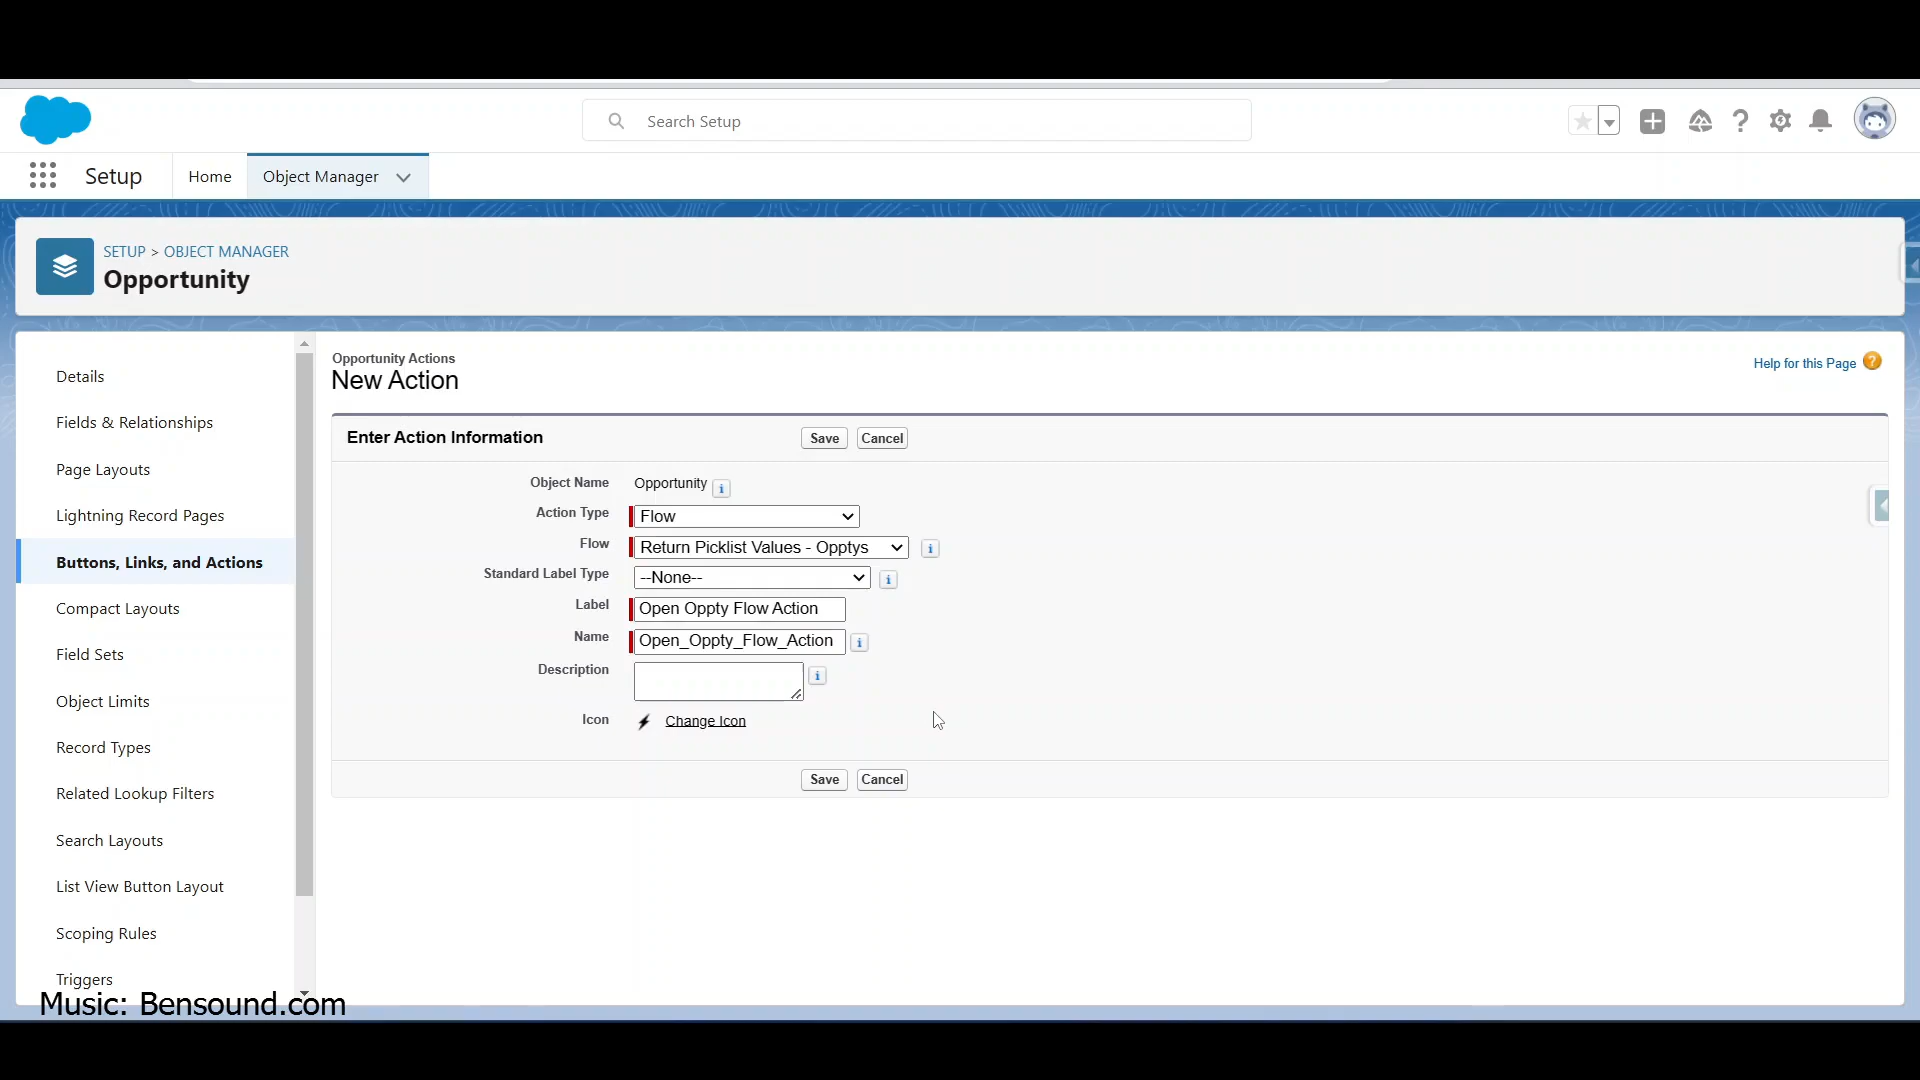 Search Setup
Setup
Home
Object Manager
SETUP > OBJECT MANAGER
Opportunity
Details
Fields & Relationships
Page Layouts
Lightning Record Pages
Buttons, Links, and Actions
Compact Layouts
Field Sets
Object Limits
Record Types
Related Lookup Filters
Search Layouts
List View Button Layout
Scoping Rules
Triggers
Opportunity Actions
New Action
Help for this Page ?
Enter Action Information
Save Cancel
Object Name Opportunity i
Action Type Flow
Flow Return Picklist Values - Opptys i
Standard Label Type --None-- i
Label Open Oppty Flow Action
Name Open_Oppty_Flow_Action i
Description i
Icon Change Icon
Save Cancel
Music: Bensound.com